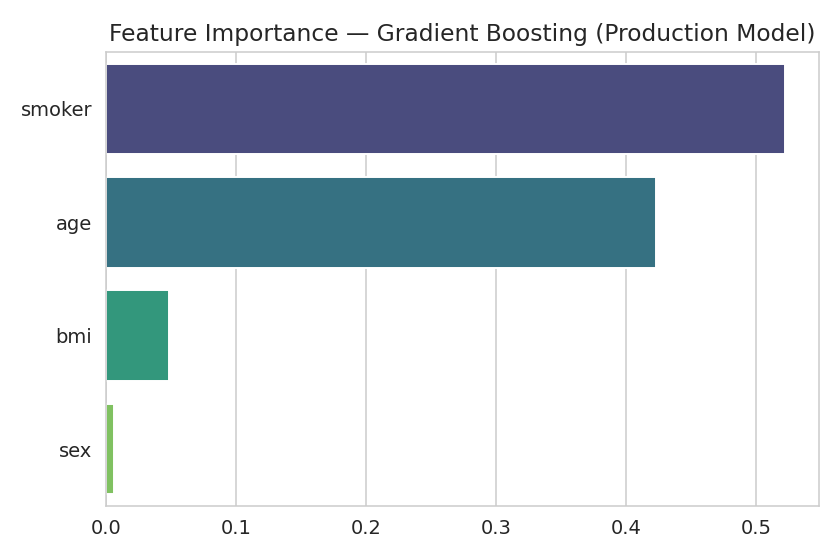 Feature Importance — Gradient Boosting (Production Model)
smoker
age
bmi
sex
0.0 0.1 0.2 0.3 0.4 0.5